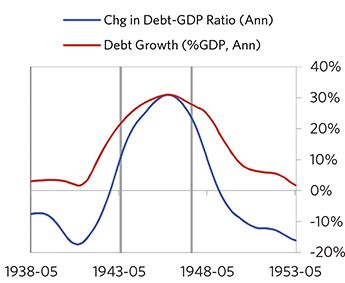 Chg in Debt-GDP Ratio (Ann)
Debt Growth (%GDP, Ann)
40%
30%
20%
10%
0%
-10%
-20%
1938-05 1943-05 1948-05 1953-05